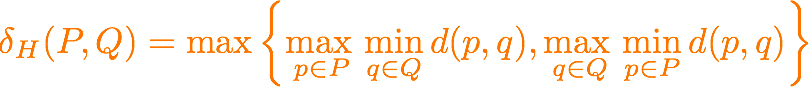 δ_H(P, Q) = max { max_{p∈P} min_{q∈Q} d(p, q), max_{q∈Q} min_{p∈P} d(p, q) }